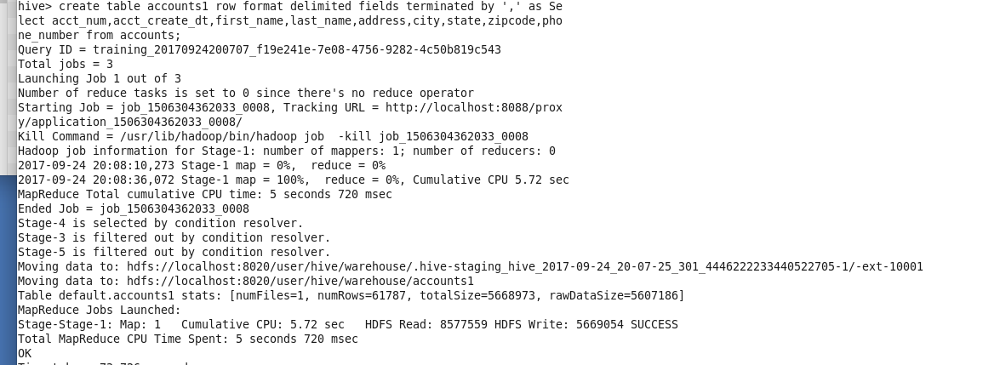 hive> create table accounts1 row format delimited fields terminated by ',' as Se
lect acct_num,acct_create_dt,first_name,last_name,address,city,state,zipcode,pho
ne_number from accounts;
Query ID = training_20170924200707_f19e241e-7e08-4756-9282-4c50b819c543
Total jobs = 3
Launching Job 1 out of 3
Number of reduce tasks is set to 0 since there's no reduce operator
Starting Job = job_1506304362033_0008, Tracking URL = http://localhost:8088/prox
y/application_1506304362033_0008/
Kill Command = /usr/lib/hadoop/bin/hadoop job  -kill job_1506304362033_0008
Hadoop job information for Stage-1: number of mappers: 1; number of reducers: 0
2017-09-24 20:08:10,273 Stage-1 map = 0%,  reduce = 0%
2017-09-24 20:08:36,072 Stage-1 map = 100%,  reduce = 0%, Cumulative CPU 5.72 sec
MapReduce Total cumulative CPU time: 5 seconds 720 msec
Ended Job = job_1506304362033_0008
Stage-4 is selected by condition resolver.
Stage-3 is filtered out by condition resolver.
Stage-5 is filtered out by condition resolver.
Moving data to: hdfs://localhost:8020/user/hive/warehouse/.hive-staging_hive_2017-09-24_20-07-25_301_4446222233440522705-1/-ext-10001
Moving data to: hdfs://localhost:8020/user/hive/warehouse/accounts1
Table default.accounts1 stats: [numFiles=1, numRows=61787, totalSize=5668973, rawDataSize=5607186]
MapReduce Jobs Launched:
Stage-Stage-1: Map: 1   Cumulative CPU: 5.72 sec   HDFS Read: 8577559 HDFS Write: 5669054 SUCCESS
Total MapReduce CPU Time Spent: 5 seconds 720 msec
OK